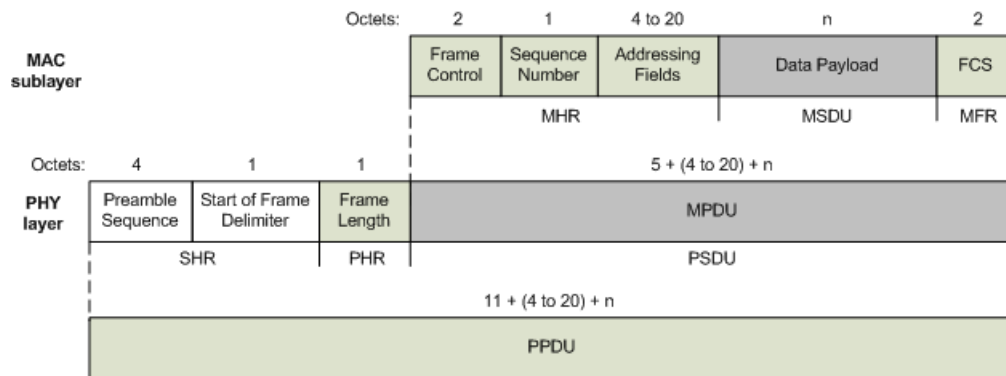 Octets: 2 1 4 to 20 n 2
MAC sublayer
Frame Control
Sequence Number
Addressing Fields
Data Payload
FCS
MHR MSDU MFR
Octets: 4 1 1 5 + (4 to 20) + n
PHY layer
Preamble Sequence
Start of Frame Delimiter
Frame Length
MPDU
SHR PHR PSDU
11 + (4 to 20) + n
PPDU